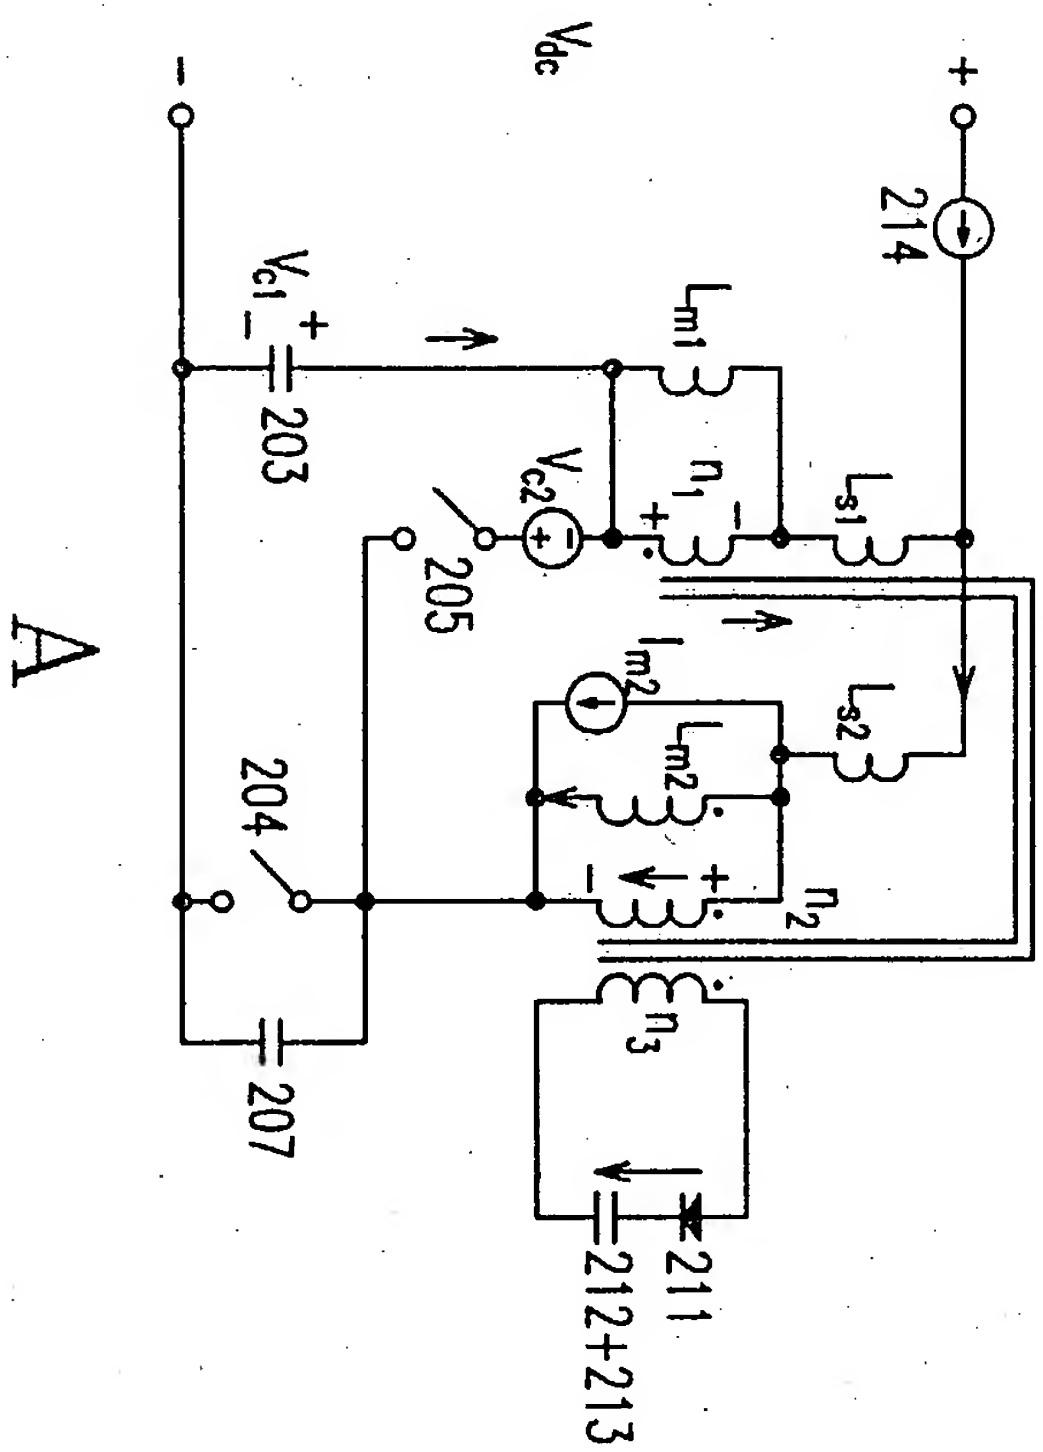 +
214
Ls1
Ls2
n2
Lm1
n1
- +
Lm2
Im2
+ -
n3
211
212+213
Vdc
Vc2
- +
205
Vc1
+
-
203
204
207
-
A